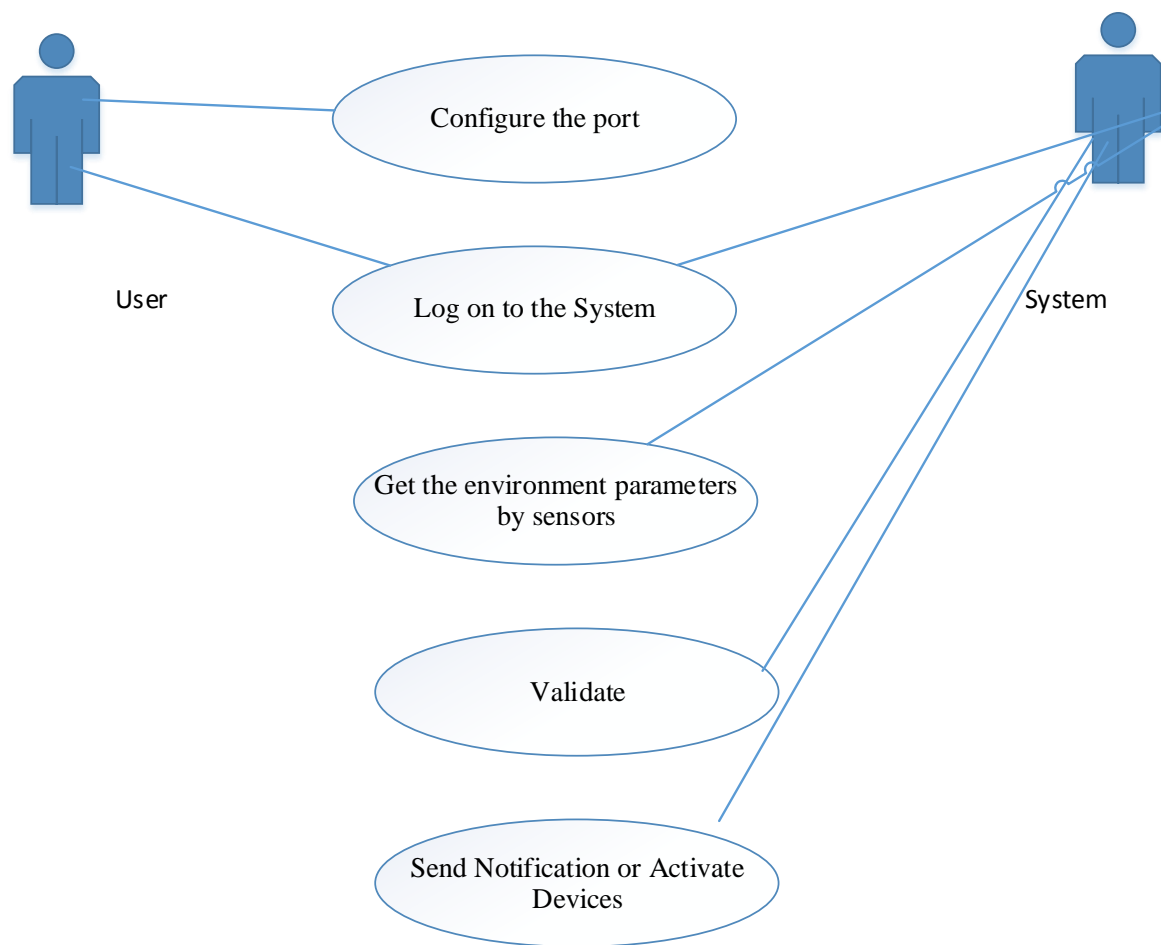 Configure the port
User
Log on to the System
System
Get the environment parameters
by sensors
Validate
Send Notification or Activate
Devices